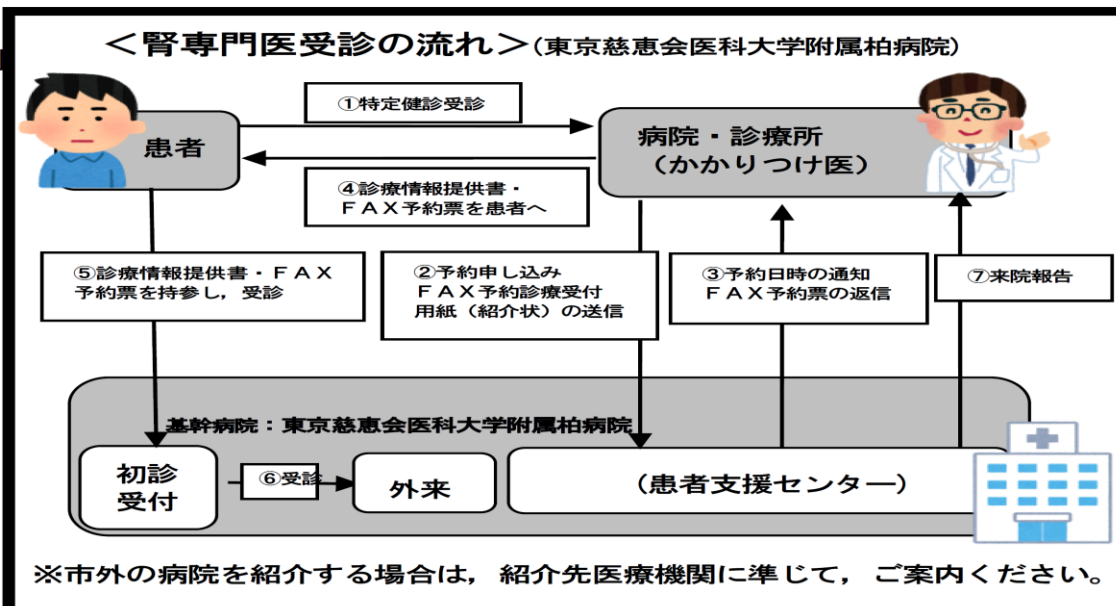 ＜腎専門医受診の流れ＞(東京慈恵会医科大学附属柏病院)
①特定健診受診
患者
病院・診療所
（かかりつけ医）
④診療情報提供書・
ＦＡＸ予約票を患者へ
⑤診療情報提供書・ＦＡＸ
予約票を持参し，受診
②予約申し込み
ＦＡＸ予約診療受付
用紙（紹介状）の送信
③予約日時の通知
ＦＡＸ予約票の返信
⑦来院報告
基幹病院：東京慈恵会医科大学附属柏病院
初診
受付
⑥受診
外来
（患者支援センター）
※市外の病院を紹介する場合は，紹介先医療機関に準じて，ご案内ください。